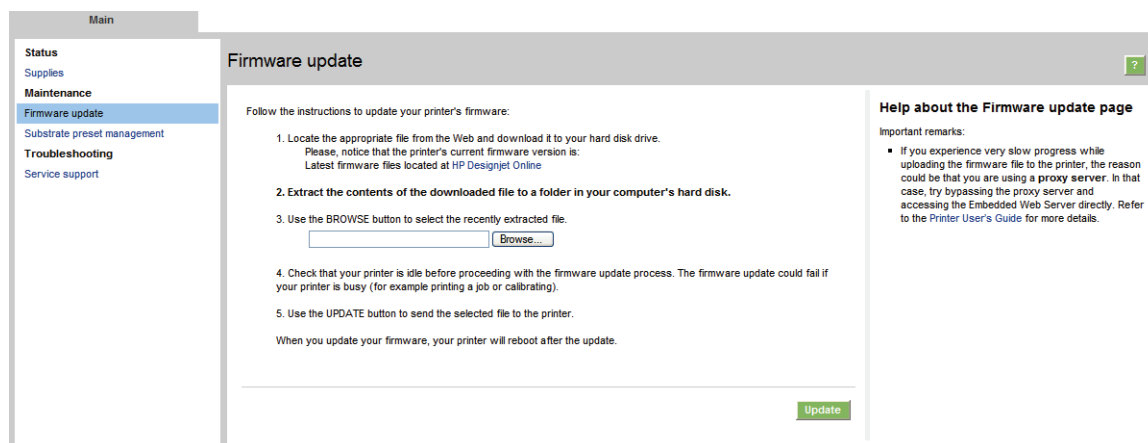 Main
Status
Supplies
Maintenance
Firmware update
Substrate preset management
Troubleshooting
Service support
Firmware update
?
Follow the instructions to update your printer's firmware:
1. Locate the appropriate file from the Web and download it to your hard disk drive.
Please, notice that the printer's current firmware version is:
Latest firmware files located at HP Designjet Online
2. Extract the contents of the downloaded file to a folder in your computer's hard disk.
3. Use the BROWSE button to select the recently extracted file.
Browse...
4. Check that your printer is idle before proceeding with the firmware update process. The firmware update could fail if
your printer is busy (for example printing a job or calibrating).
5. Use the UPDATE button to send the selected file to the printer.
When you update your firmware, your printer will reboot after the update.
Update
Help about the Firmware update page
Important remarks:
If you experience very slow progress while
uploading the firmware file to the printer, the reason
could be that you are using a proxy server. In that
case, try bypassing the proxy server and
accessing the Embedded Web Server directly. Refer
to the Printer User's Guide for more details.